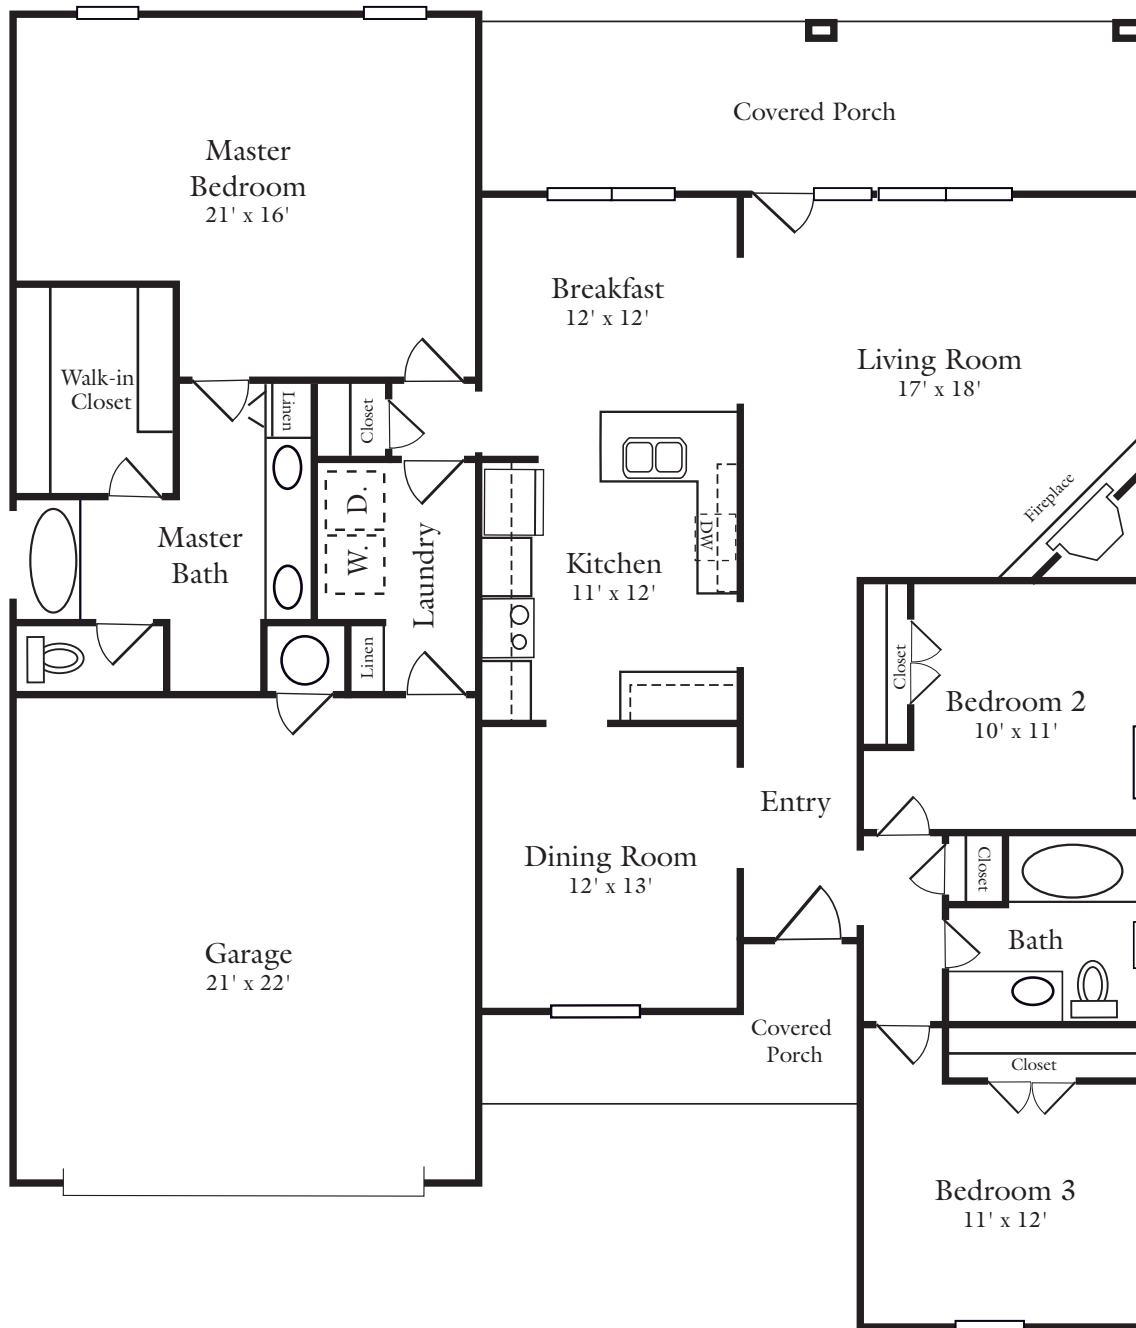 Covered Porch
Master
Bedroom
21' x 16'
Breakfast
12' x 12'
Living Room
17' x 18'
Walk-in
Closet
Linen
Closet
Fireplace
D.
W.
Laundry
DW
Master
Bath
Kitchen
11' x 12'
Linen
Closet
Bedroom 2
10' x 11'
Entry
Dining Room
12' x 13'
Closet
Bath
Garage
21' x 22'
Covered
Porch
Closet
Bedroom 3
11' x 12'